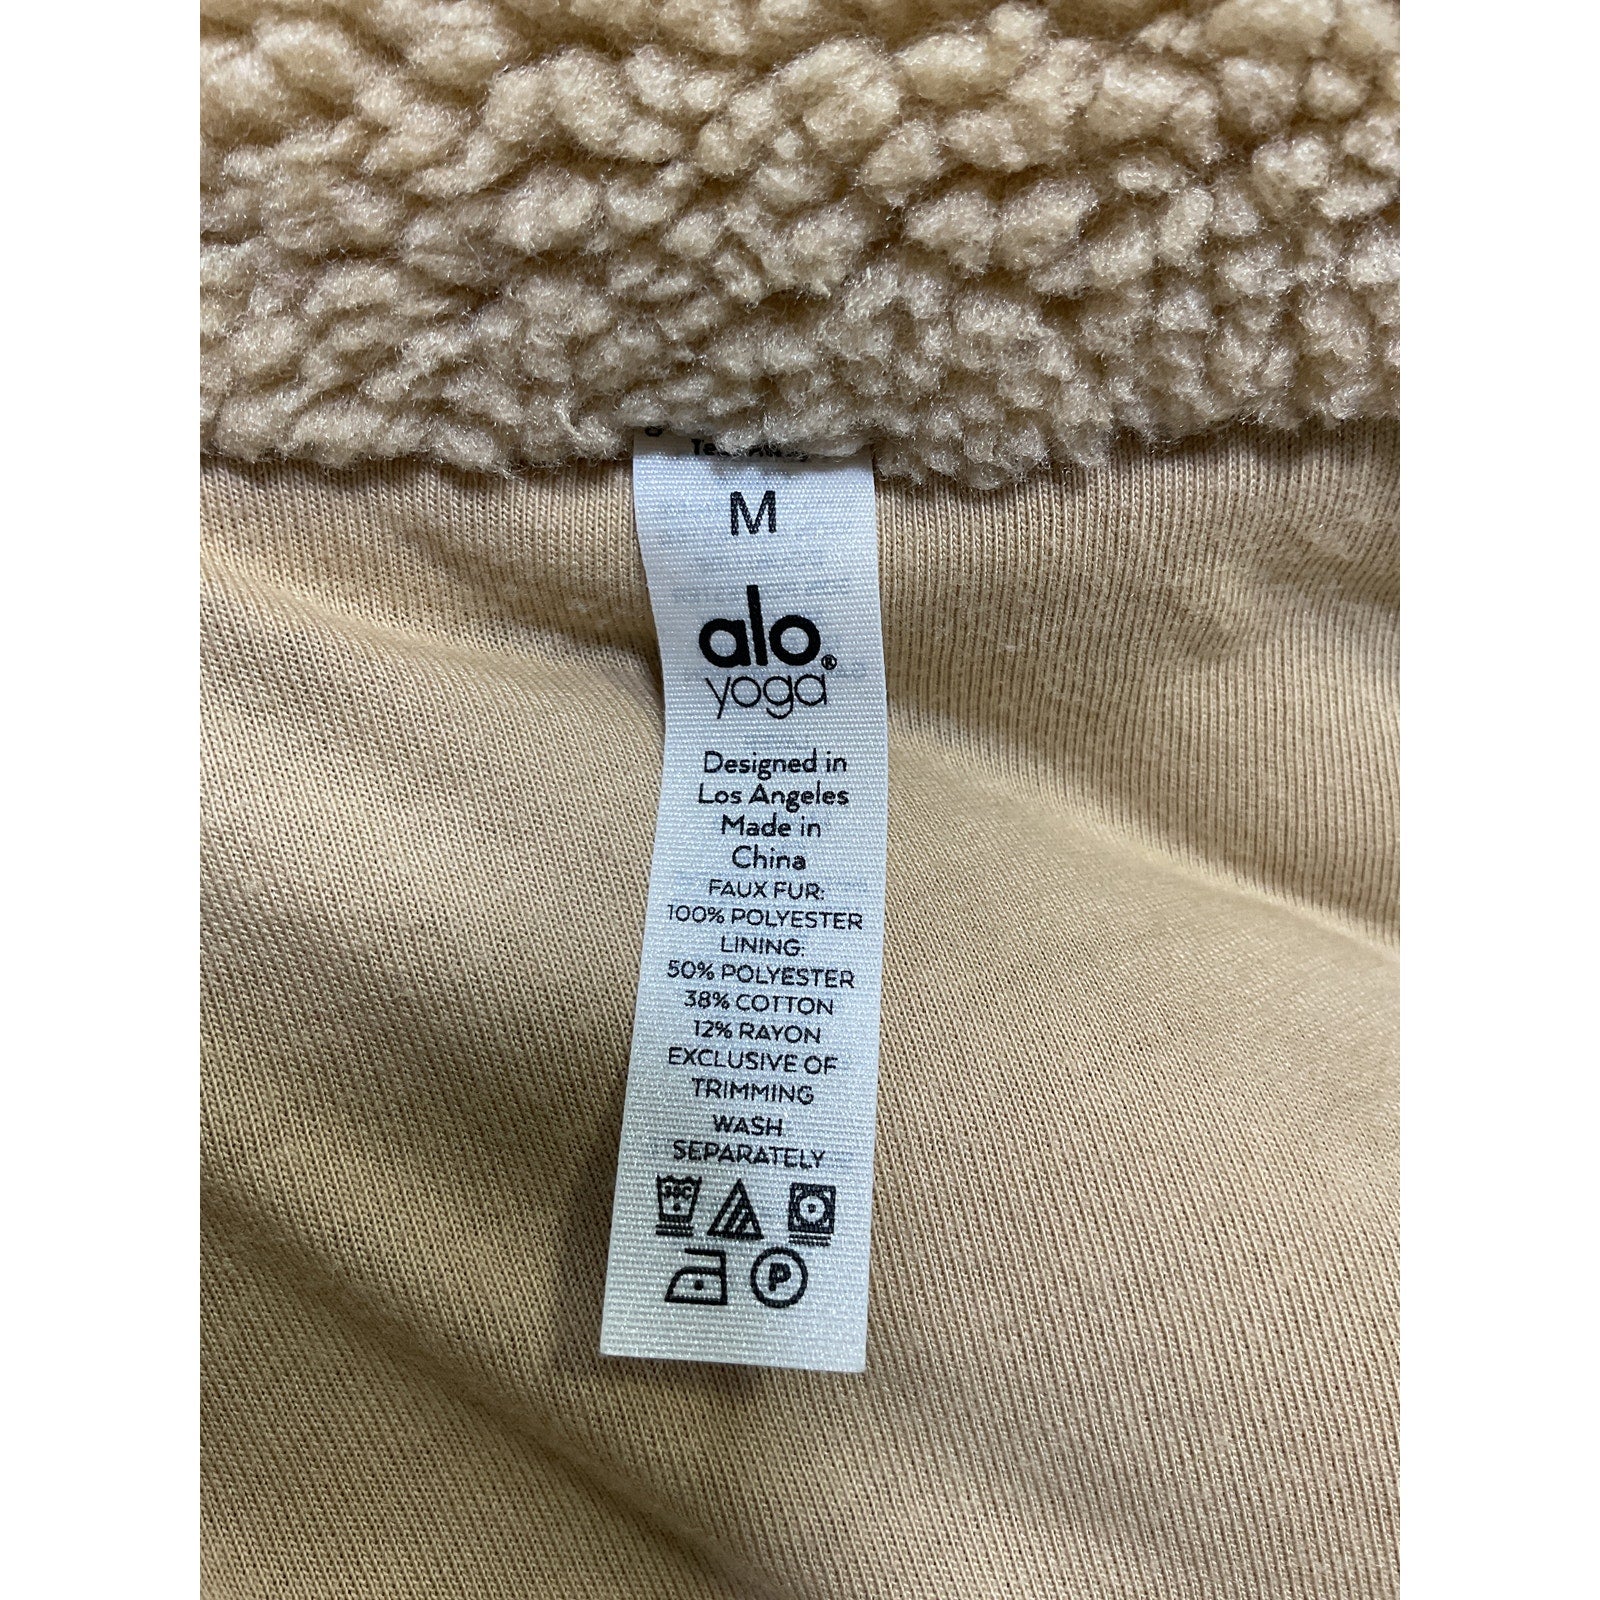 M
alo®
yoga
Designed in
Los Angeles
Made in
China
FAUX FUR:
100% POLYESTER
LINING:
50% POLYESTER
38% COTTON
12% RAYON
EXCLUSIVE OF
TRIMMING
WASH
SEPARATELY
30C
P